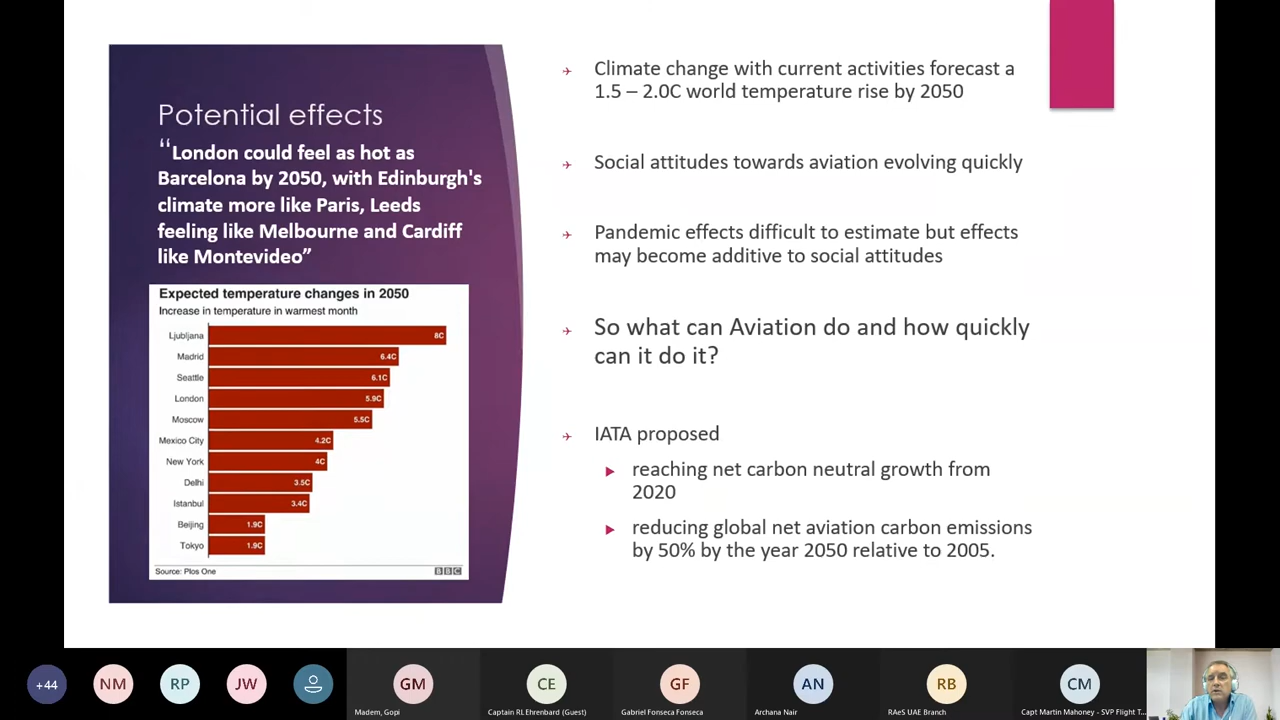 Potential effects
“London could feel as hot as
Barcelona by 2050, with Edinburgh's
climate more like Paris, Leeds
feeling like Melbourne and Cardiff
like Montevideo”
Expected temperature changes in 2050
Increase in temperature in warmest month
Ljubljana 8C
Madrid 6.4C
Seattle 6.1C
London 5.9C
Moscow 5.5C
Mexico City 4.2C
New York 4C
Delhi 3.5C
Istanbul 3.4C
Beijing 1.9C
Tokyo 1.9C
Source: Plos One BBC
Climate change with current activities forecast a
1.5 – 2.0C world temperature rise by 2050
Social attitudes towards aviation evolving quickly
Pandemic effects difficult to estimate but effects
may become additive to social attitudes
So what can Aviation do and how quickly
can it do it?
IATA proposed
reaching net carbon neutral growth from
2020
reducing global net aviation carbon emissions
by 50% by the year 2050 relative to 2005.
+44 NM RP JW GM CE GF AN RB CM
Madem, Gopi Captain RL Ehrenbard (Guest) Gabriel Fonseca Fonseca Archana Nair RAeS UAE Branch Capt Martin Mahoney - SVP Flight T...